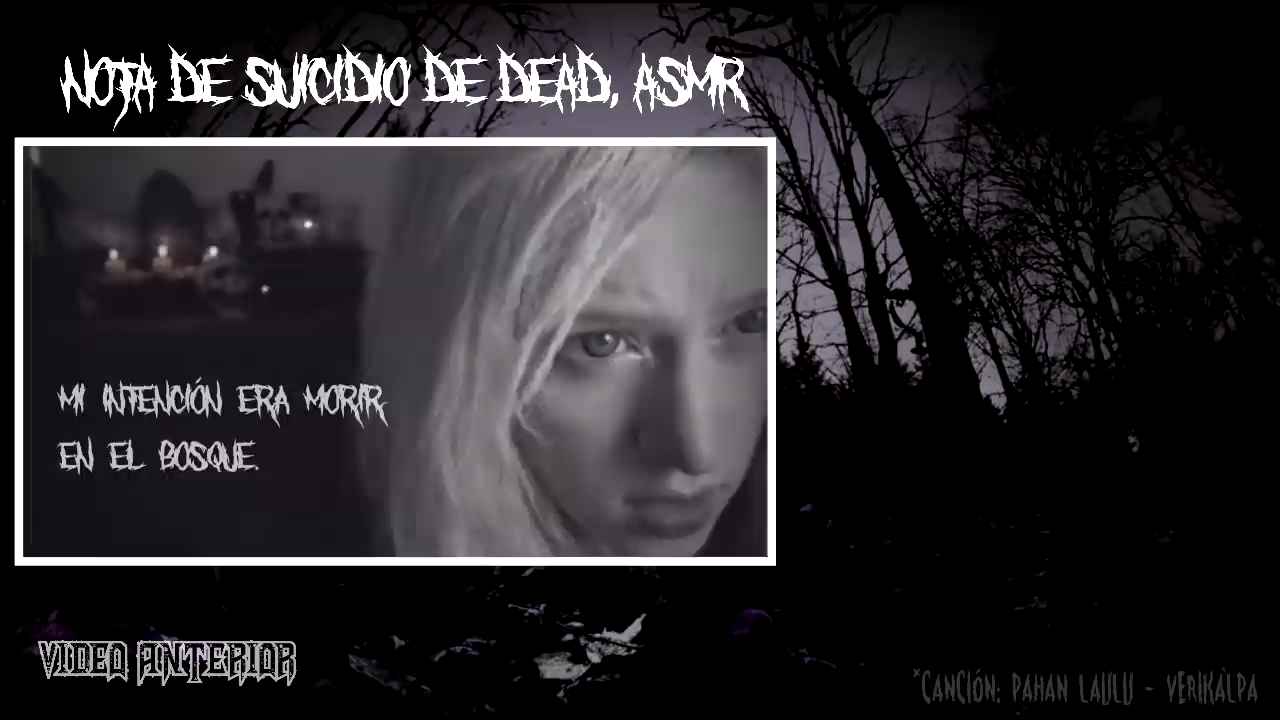 NOTA DE SUICIDIO DE DEAD, ASMR
MI INTENCIÓN ERA MORIR
EN EL BOSQUE.
VIDEO ANTERIOR
*CANCIÓN: PAHAN LAULU - VERIKALPA